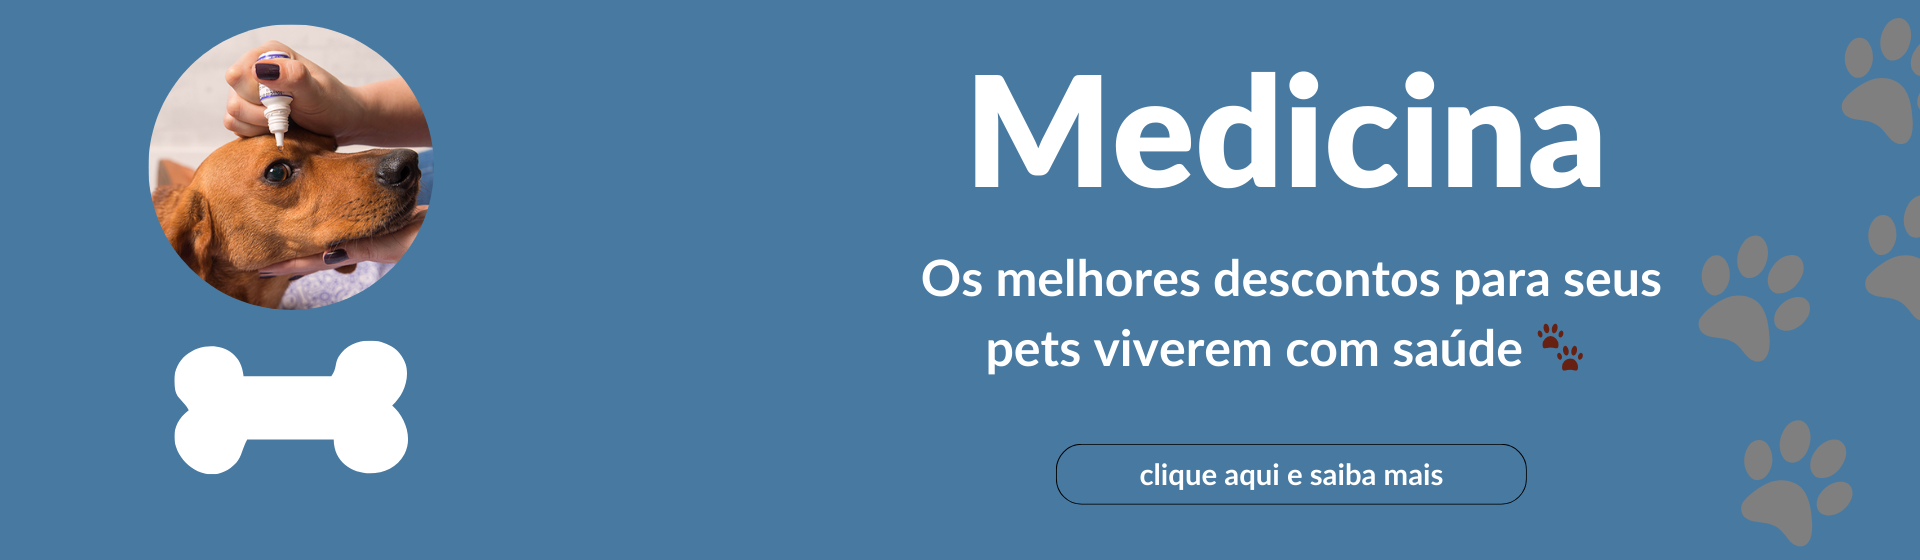 Medicina
Os melhores descontos para seus
pets viverem com saúde 🐾
clique aqui e saiba mais